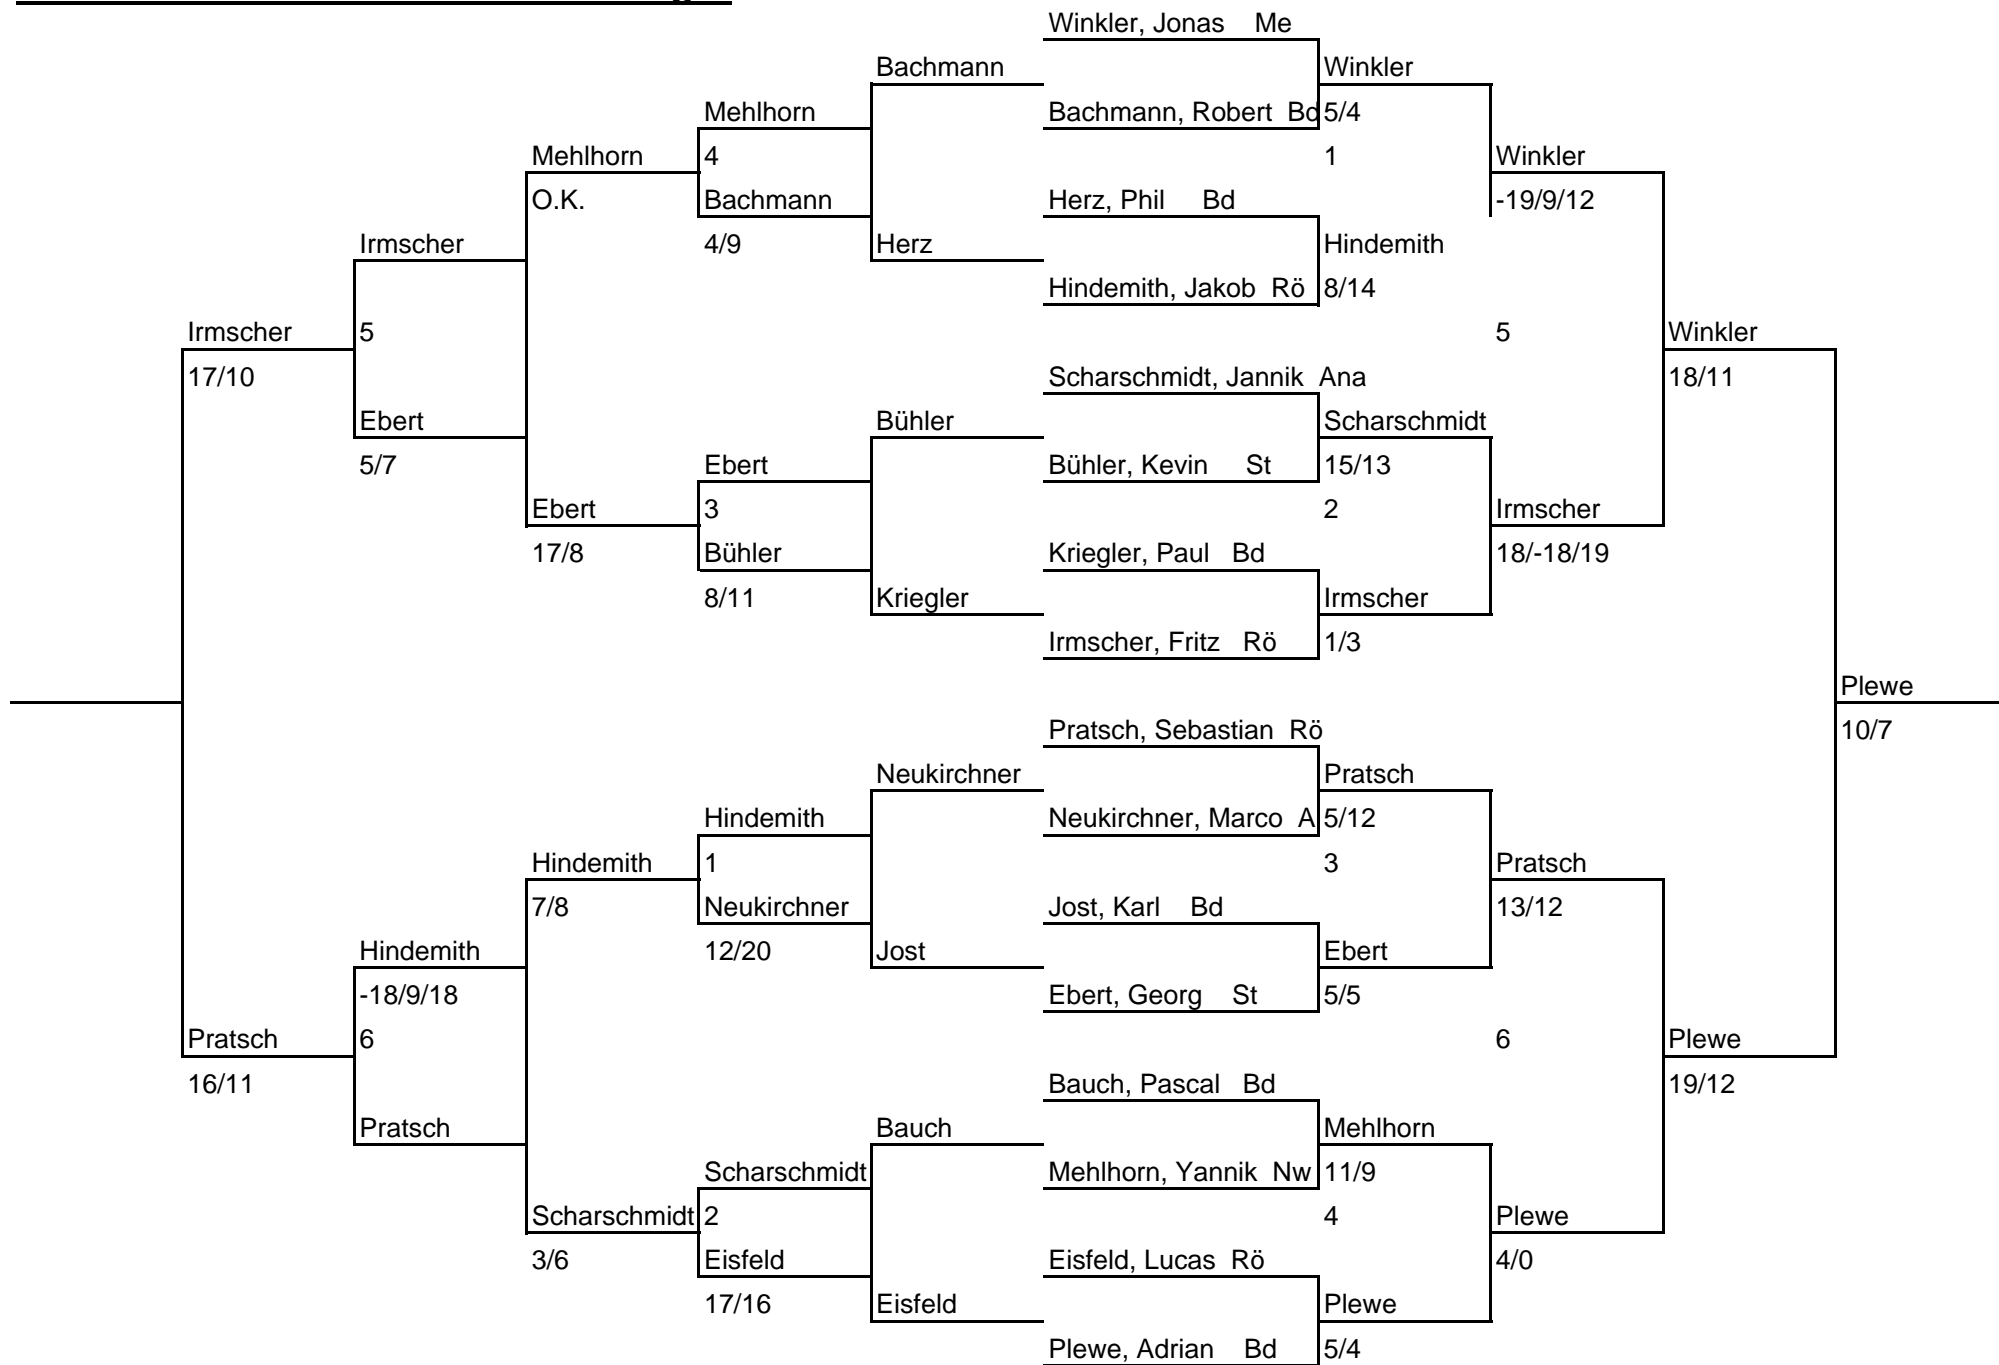 Winkler, Jonas Me
Bachmann Winkler
Mehlhorn Bachmann, Robert Bd 5/4
Mehlhorn 4 1 Winkler
O.K. Bachmann Herz, Phil Bd -19/9/12
Irmscher 4/9 Herz Hindemith
Hindemith, Jakob Rö 8/14
Irmscher 5 5 Winkler
17/10 Scharschmidt, Jannik Ana 18/11
Ebert Bühler Scharschmidt
5/7 Ebert Bühler, Kevin St 15/13
Ebert 3 2 Irmscher
17/8 Bühler Kriegler, Paul Bd 18/-18/19
8/11 Kriegler Irmscher
Irmscher, Fritz Rö 1/3
Plewe
Pratsch, Sebastian Rö 10/7
Neukirchner Pratsch
Hindemith Neukirchner, Marco A 5/12
Hindemith 1 3 Pratsch
7/8 Neukirchner Jost, Karl Bd 13/12
Hindemith 12/20 Jost Ebert
-18/9/18 Ebert, Georg St 5/5
Pratsch 6 6 Plewe
16/11 Bauch, Pascal Bd 19/12
Pratsch Bauch Mehlhorn
Scharschmidt Mehlhorn, Yannik Nw 11/9
Scharschmidt 2 4 Plewe
3/6 Eisfeld Eisfeld, Lucas Rö 4/0
17/16 Eisfeld Plewe
Plewe, Adrian Bd 5/4